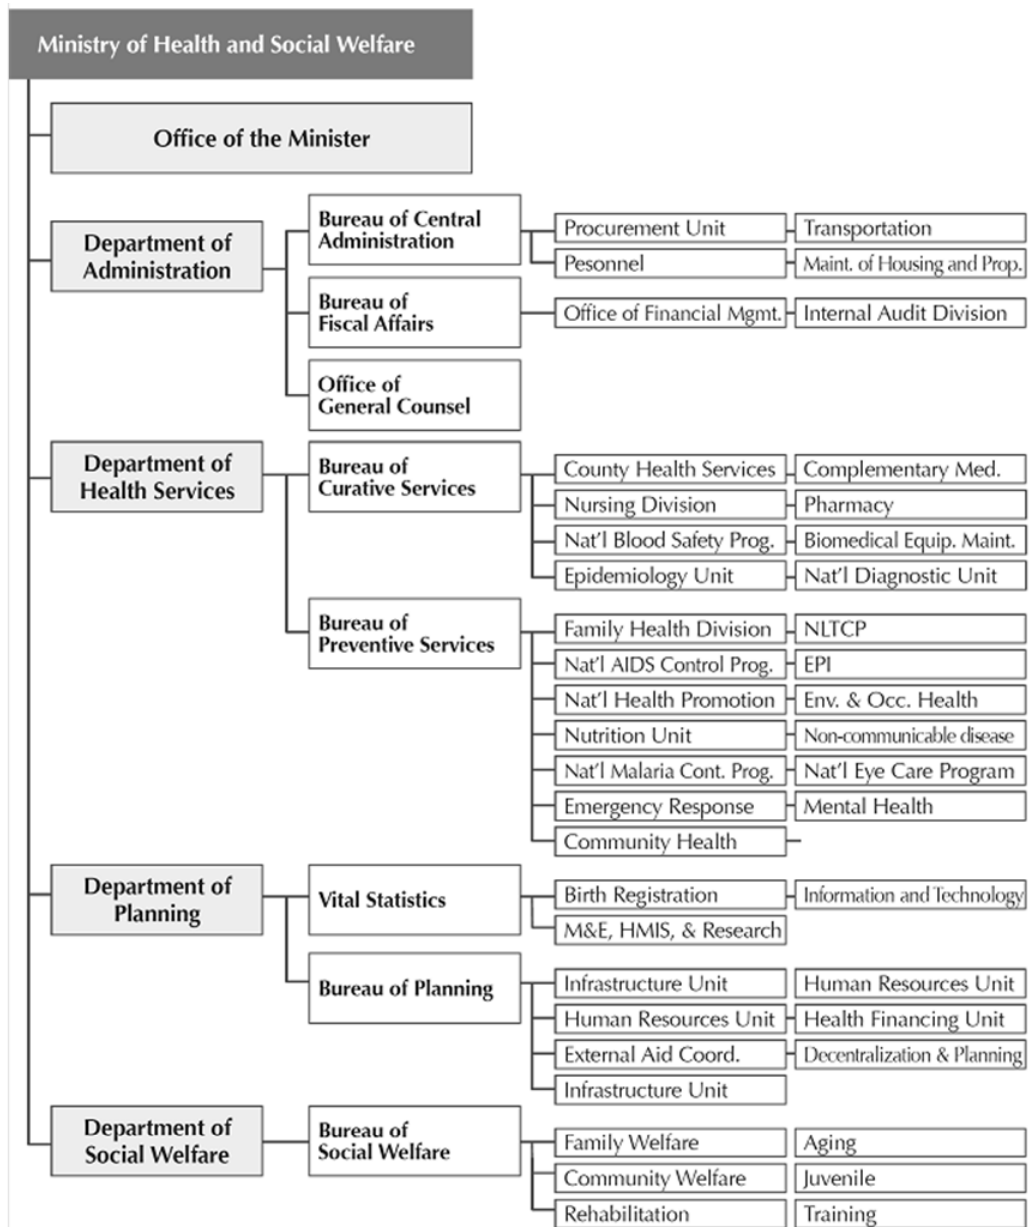 Ministry of Health and Social Welfare
Office of the Minister
Department of
Administration
Bureau of Central
Administration
Procurement Unit
Transportation
Pesonnel
Maint. of Housing and Prop.
Bureau of
Fiscal Affairs
Office of Financial Mgmt.
Internal Audit Division
Office of
General Counsel
Department of
Health Services
Bureau of
Curative Services
County Health Services
Complementary Med.
Nursing Division
Pharmacy
Nat'l Blood Safety Prog.
Biomedical Equip. Maint.
Epidemiology Unit
Nat'l Diagnostic Unit
Bureau of
Preventive Services
Family Health Division
NLTCP
Nat'l AIDS Control Prog.
EPI
Nat'l Health Promotion
Env. & Occ. Health
Nutrition Unit
Non-communicable disease
Nat'l Malaria Cont. Prog.
Nat'l Eye Care Program
Emergency Response
Mental Health
Community Health
Department of
Planning
Vital Statistics
Birth Registration
Information and Technology
M&E, HMIS, & Research
Bureau of Planning
Infrastructure Unit
Human Resources Unit
Human Resources Unit
Health Financing Unit
External Aid Coord.
Decentralization & Planning
Infrastructure Unit
Department of
Social Welfare
Bureau of
Social Welfare
Family Welfare
Aging
Community Welfare
Juvenile
Rehabilitation
Training